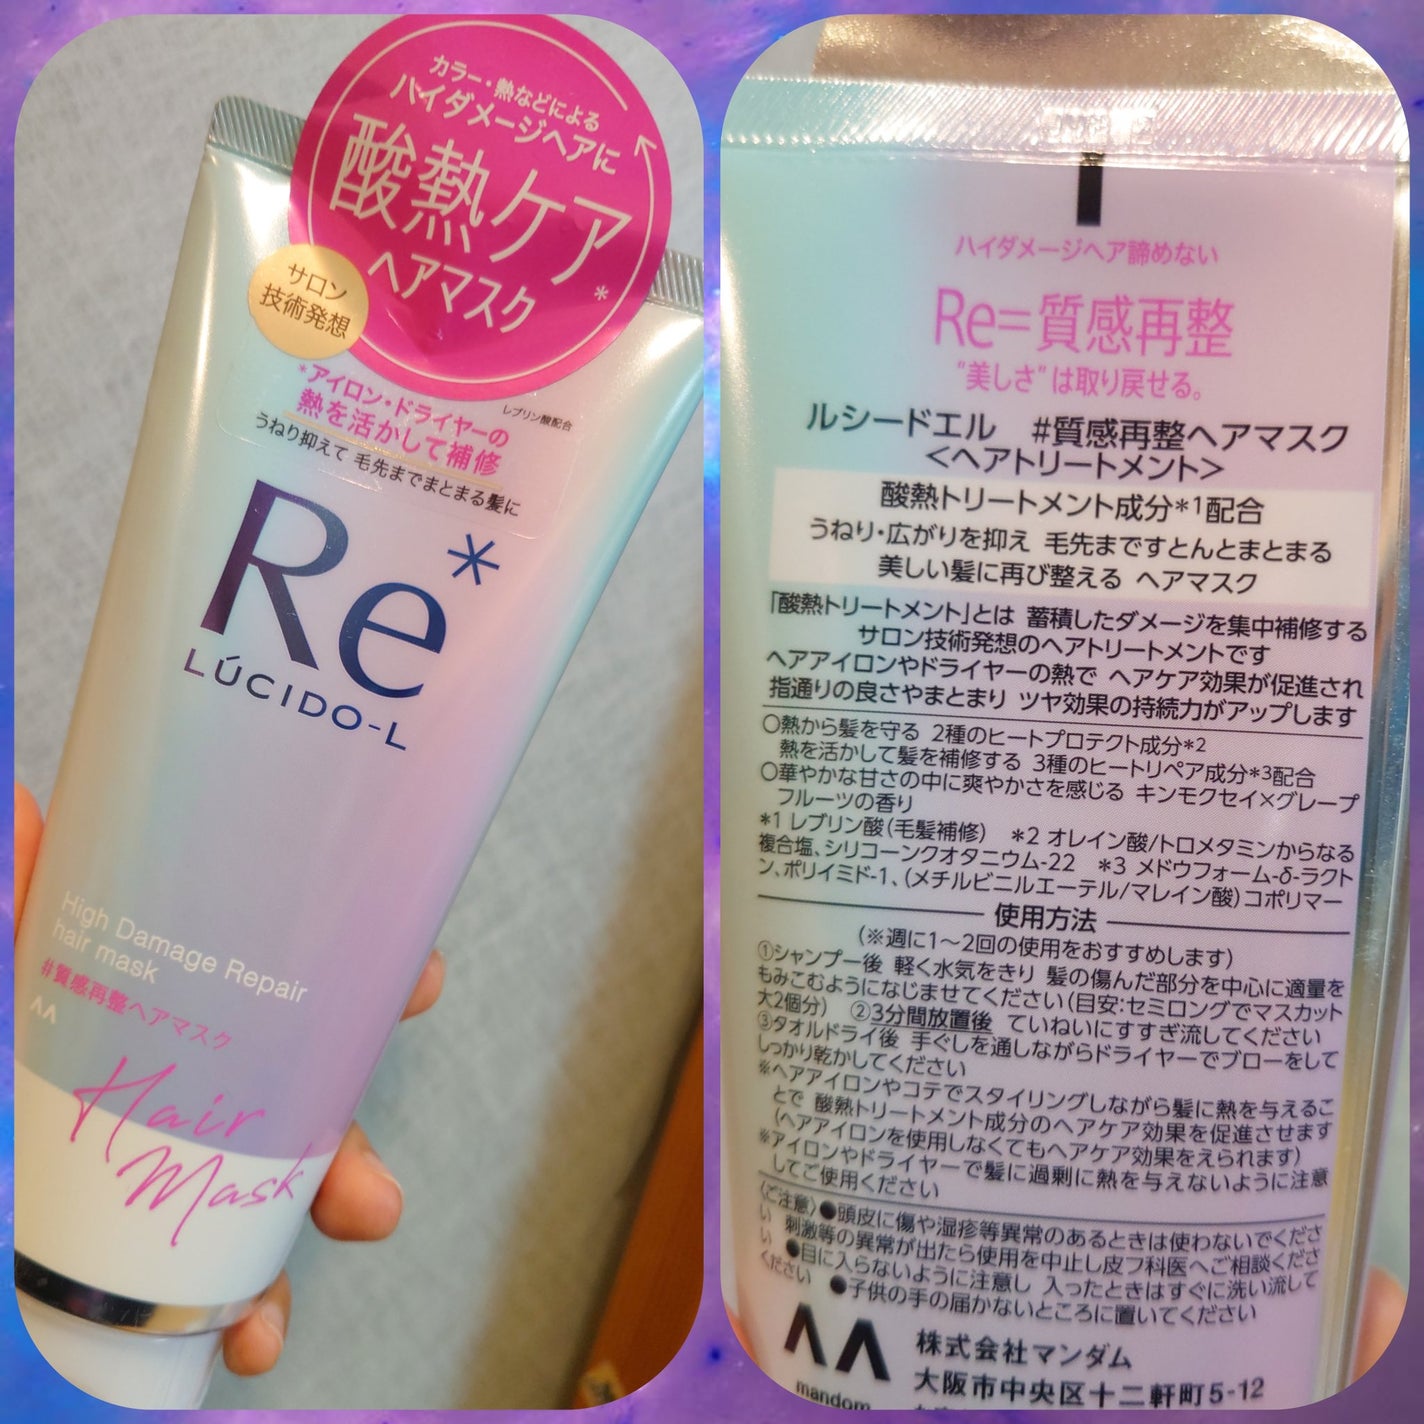 カラー・熱などによる
ハイダメージヘアに
酸熱ケア
ヘアマスク*
サロン
技術発想
レブリン酸配合
*アイロン・ドライヤーの
熱を活かして補修
うねり抑えて 毛先までまとまる髪に
Re*
LÚCIDO-L
High Damage Repair
hair mask
#質感再整ヘアマスク
Hair
Mask
ハイダメージヘア諦めない
Re=質感再整
"美しさ"は取り戻せる。
ルシードエル #質感再整ヘアマスク
<ヘアトリートメント>
酸熱トリートメント成分*1配合
うねり・広がりを抑え 毛先まですとんとまとまる
美しい髪に再び整える ヘアマスク
「酸熱トリートメント」とは 蓄積したダメージを集中補修する
サロン技術発想のヘアトリートメントです
ヘアアイロンやドライヤーの熱で ヘアケア効果が促進され
指通りの良さやまとまり ツヤ効果の持続力がアップします
○熱から髪を守る 2種のヒートプロテクト成分*2
熱を活かして髪を補修する 3種のヒートリペア成分*3配合
○華やかな甘さの中に爽やかさを感じる キンモクセイ×グレープ
フルーツの香り
*1 レブリン酸(毛髪補修) *2 オレイン酸/トロメタミンからなる
複合塩、シリコーンクオタニウム-22 *3 メドウフォーム-δ-ラクト
ン、ポリイミド-1、(メチルビニルエーテル/マレイン酸)コポリマー
使用方法
(※週に1〜2回の使用をおすすめします)
①シャンプー後 軽く水気をきり 髪の傷んだ部分を中心に適量を
もみこむようになじませてください(目安:セミロングでマスカット
大2個分) ②3分間放置後 ていねいにすすぎ流してください
③タオルドライ後 手ぐしを通しながらドライヤーでブローをして
しっかり乾かしてください
※ヘアアイロンやコテでスタイリングしながら髪に熱を与えるこ
とで 酸熱トリートメント成分のヘアケア効果を促進させます
(ヘアアイロンを使用しなくてもヘアケア効果をえられます)
※アイロンやドライヤーで髪に過剰に熱を与えないように注意
してご使用ください
〈ご注意〉●頭皮に傷や湿疹等異常のあるときは使わないでくださ
い 刺激等の異常が出たら使用を中止し皮フ科医へご相談くださ
い ●目に入らないように注意し 入ったときはすぐに洗い流して
ください ●子供の手の届かないところに置いてください
mandom
株式会社マンダム
大阪市中央区十二軒町5-12